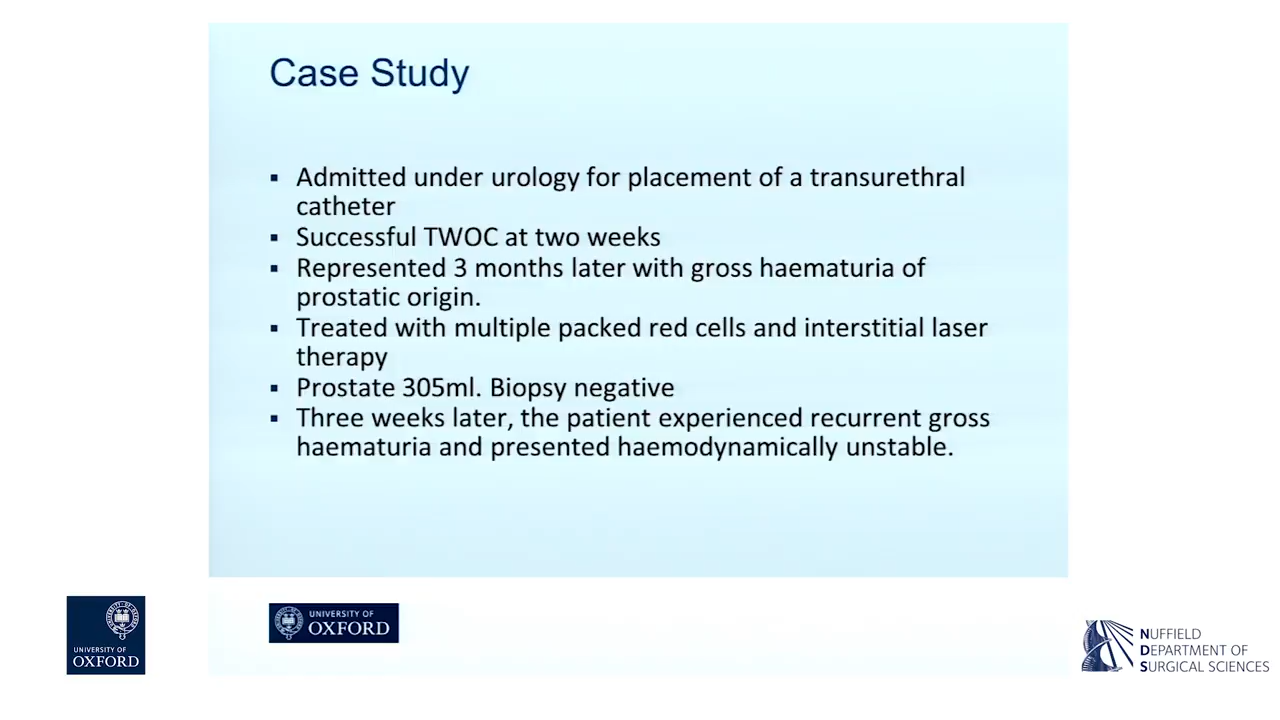 Case Study
▪ Admitted under urology for placement of a transurethral
catheter
▪ Successful TWOC at two weeks
▪ Represented 3 months later with gross haematuria of
prostatic origin.
▪ Treated with multiple packed red cells and interstitial laser
therapy
▪ Prostate 305ml. Biopsy negative
▪ Three weeks later, the patient experienced recurrent gross
haematuria and presented haemodynamically unstable.
UNIVERSITY OF
OXFORD
UNIVERSITY OF
OXFORD
NUFFIELD
DEPARTMENT OF
SURGICAL SCIENCES